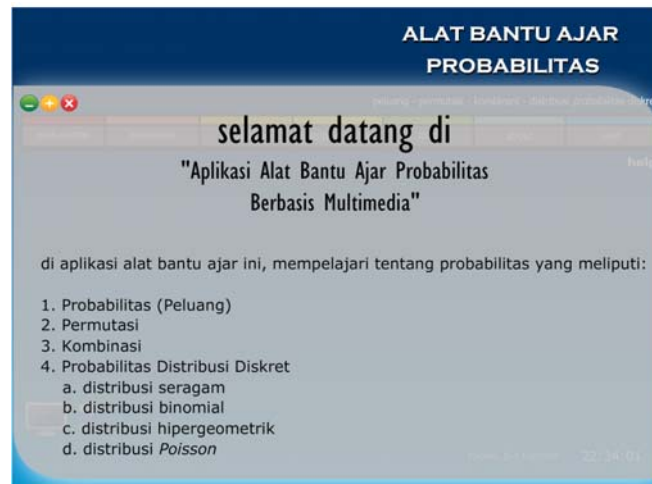 ALAT BANTU AJAR
PROBABILITAS
selamat datang di
"Aplikasi Alat Bantu Ajar Probabilitas
Berbasis Multimedia"
di aplikasi alat bantu ajar ini, mempelajari tentang probabilitas yang meliputi:
1. Probabilitas (Peluang)
2. Permutasi
3. Kombinasi
4. Probabilitas Distribusi Diskret
a. distribusi seragam
b. distribusi binomial
c. distribusi hipergeometrik
d. distribusi Poisson